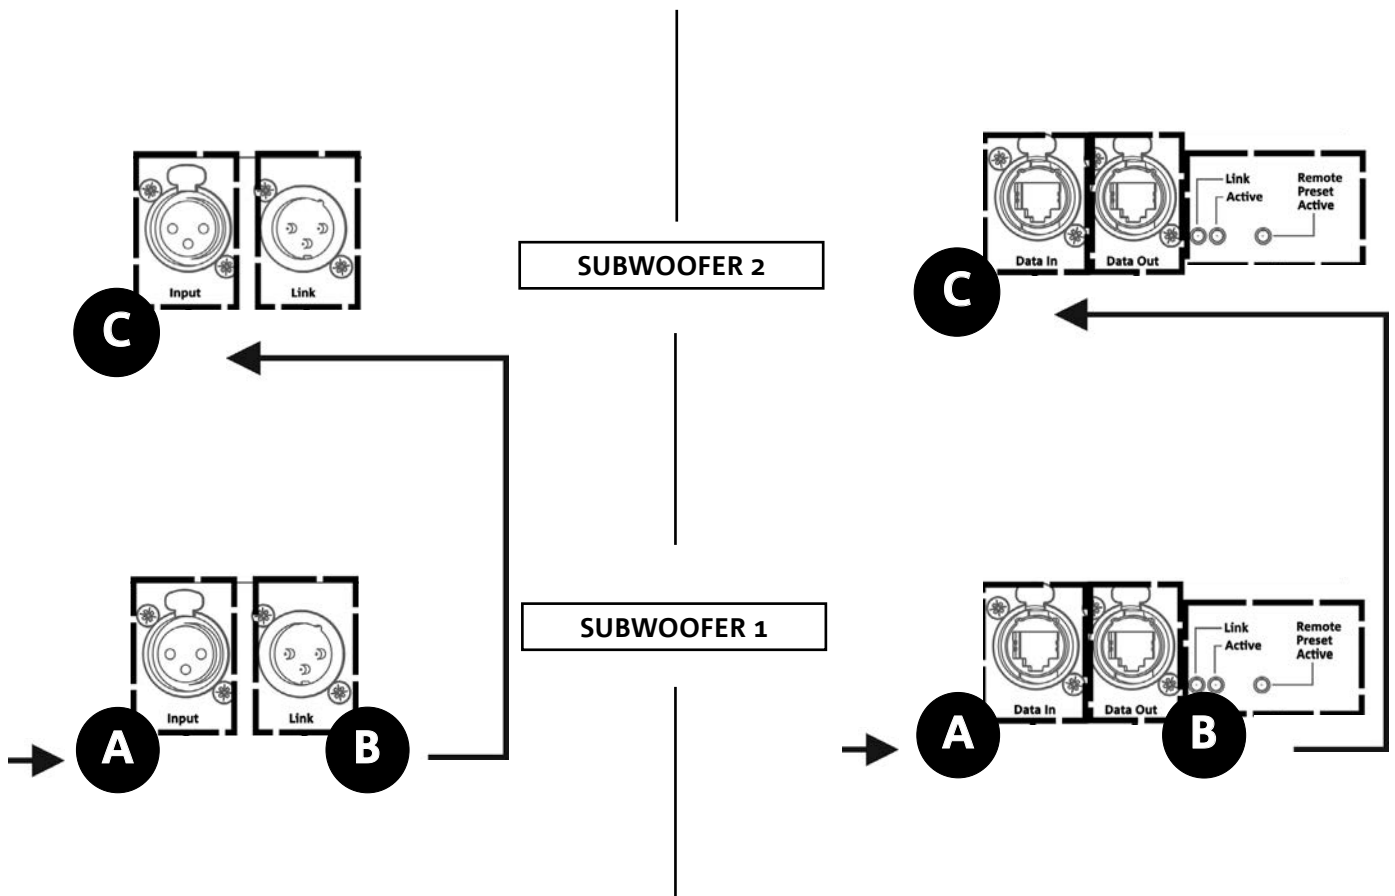 Input
Link
C
SUBWOOFER 2
Link
Active
Remote
Preset
Active
Data In
Data Out
C
Input
Link
A
B
SUBWOOFER 1
Link
Active
Remote
Preset
Active
Data In
Data Out
A
B